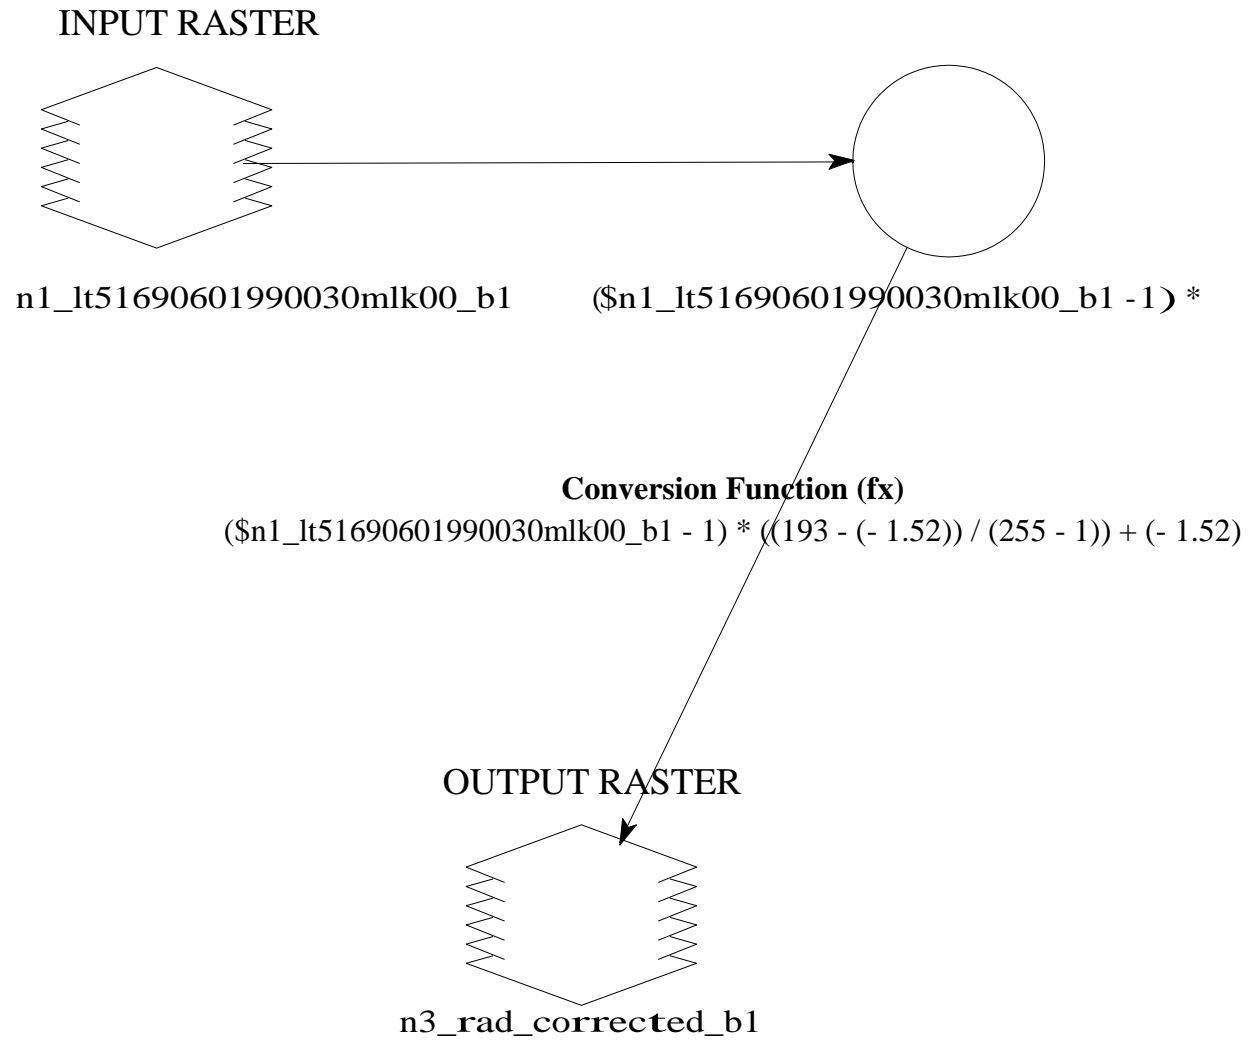 INPUT RASTER
n1_lt51690601990030mlk00_b1
($n1_lt51690601990030mlk00_b1 - 1) *
Conversion Function (fx)
($n1_lt51690601990030mlk00_b1 - 1) * ((193 - (- 1.52)) / (255 - 1)) + (- 1.52)
OUTPUT RASTER
n3_rad_corrected_b1